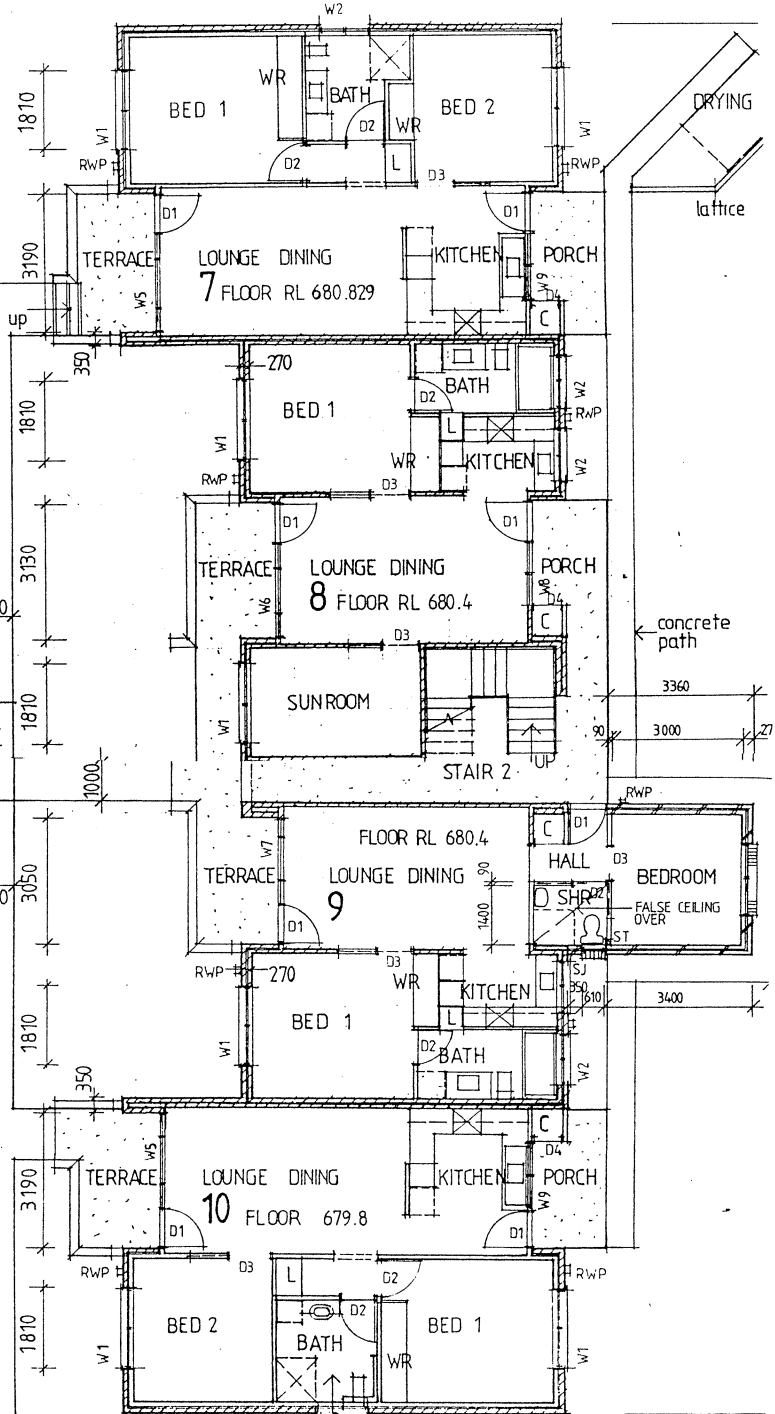 W2
WR
BED 1
BATH
BED 2
D2
WR
1810
W1
W1
RWP
D2
L
D3
RWP
DRYING
lattice
D1
D1
TERRACE
LOUNGE DINING
KITCHEN
PORCH
3190
7 FLOOR RL 680.829
W5
W9
D4
C
up
350
270
BATH
W2
BED 1
D2
1810
L
RWP
W1
WR
KITCHEN
W2
RWP
D3
D1
D1
TERRACE
LOUNGE DINING
PORCH
3130
8 FLOOR RL 680.4
W6
W8
D4
C
concrete
path
D3
3360
SUNROOM
1810
W1
90
3000
27
UP
STAIR 2
1000
RWP
FLOOR RL 680.4
C
D1
W7
HALL
D3
3050
TERRACE
LOUNGE DINING
90
BEDROOM
9
SHR
D2
1400
FALSE CEILING
OVER
D1
ST
D3
RWP
270
WR
KITCHEN
SJ
350
610
3400
1810
BED 1
L
W1
D2
BATH
W2
350
C
W5
D4
TERRACE
LOUNGE DINING
KITCHEN
PORCH
3190
10 FLOOR 679.8
W9
D1
D1
RWP
D3
L
D2
RWP
1810
BED 2
D2
BED 1
BATH
W1
WR
W1